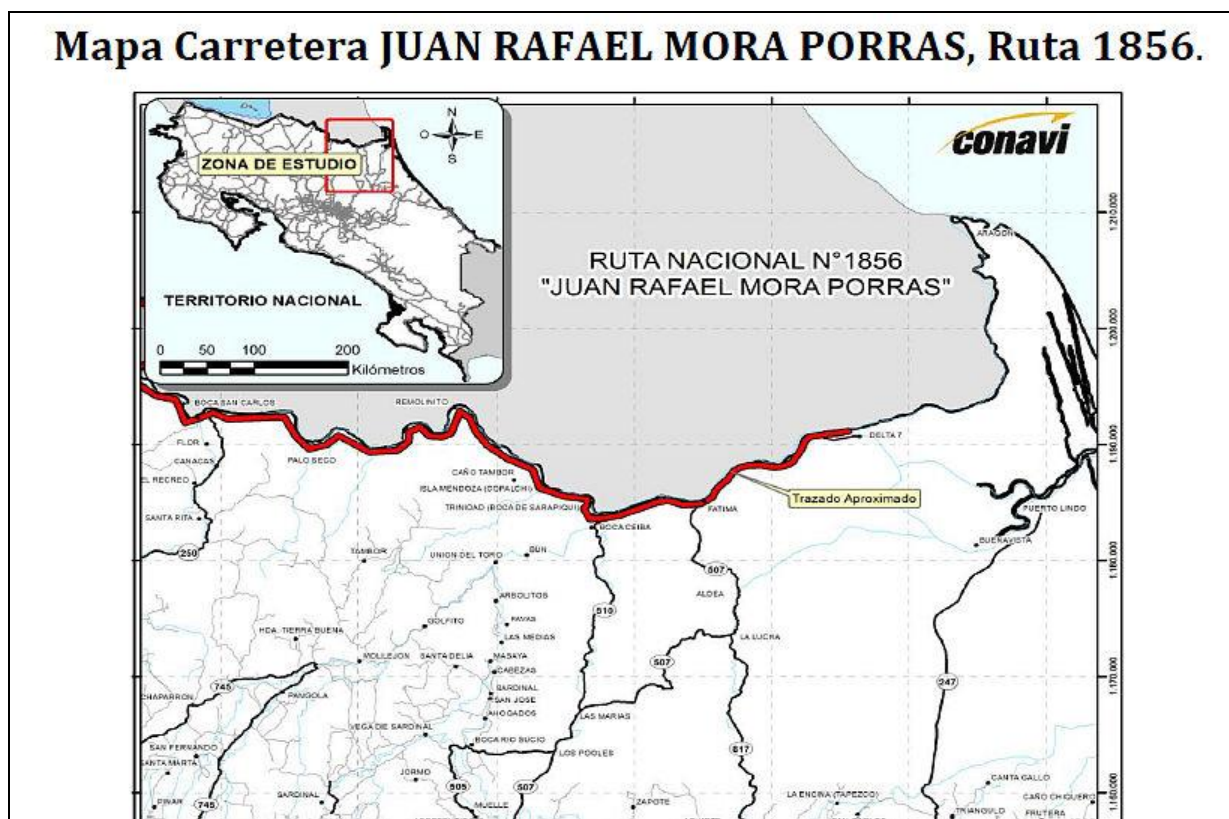 Mapa Carretera JUAN RAFAEL MORA PORRAS, Ruta 1856.
N
O
E
S
ZONA DE ESTUDIO
TERRITORIO NACIONAL
0 50 100 200
Kilómetros
conavi
RUTA NACIONAL N°1856
"JUAN RAFAEL MORA PORRAS"
ARAGON
1.210.000
1.200.000
1.190.000
1.180.000
1.170.000
1.160.000
BOCA SAN CARLOS
REMOLINITO
FLOR
CANACAS
EL RECREO
PALO SECO
SANTA RITA
250
CAÑO TAMBOR
ISLA MENDOZA (COPALCHI)
TRINIDAD (BOCA DE SARAPIQUI)
BOCA CEIBA
FATIMA
DELTA 7
Trazado Aproximado
PUERTO LINDO
BUENAVISTA
TAMBOR
UNION DEL TORO
BUN
507
ALDEA
ARBOLITOS
510
HDA. TIERRA BUENA
GOLFITO
PAVAS
LAS MEDIAS
LA LUCRA
MOLLEJON
SANTA DELIA
MASAYA
CABEZAS
507
247
745
CHAPARRON
PANGOLA
SARDINAL
SAN JOSE
AHOGADOS
LAS MARIAS
VEGA DE SARDINAL
BOCA RIO SUCIO
LOS POOLES
817
SAN FERNANDO
SANTA MARTA
JORMO
505
507
CANTA GALLO
PINAR
745
SARDINAL
MUELLE
ZAPOTE
LA ENCINA (TAPEZCO)
CAÑO CHIQUERO
TRIANGULO
FRUTERA